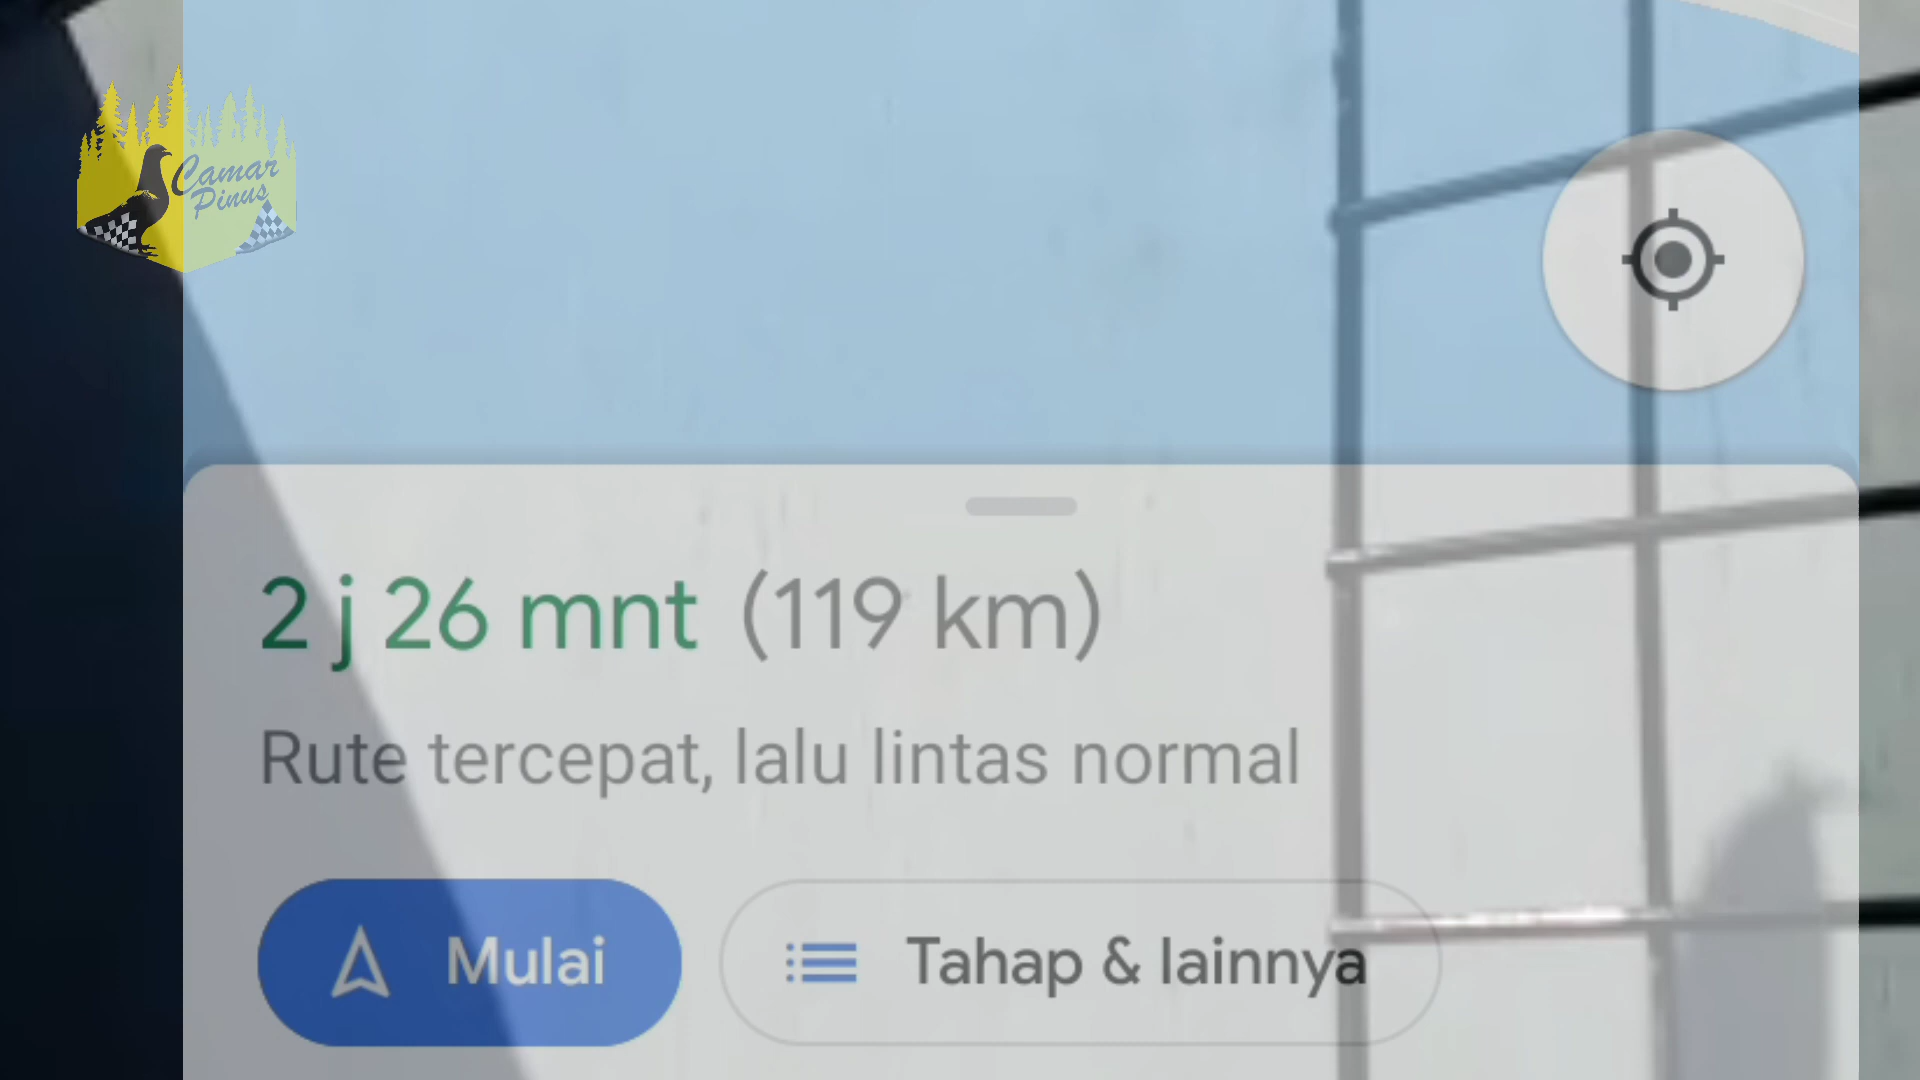 Camar
Pinus
2 j 26 mnt (119 km)
Rute tercepat, lalu lintas normal
Mulai
Tahap & lainnya